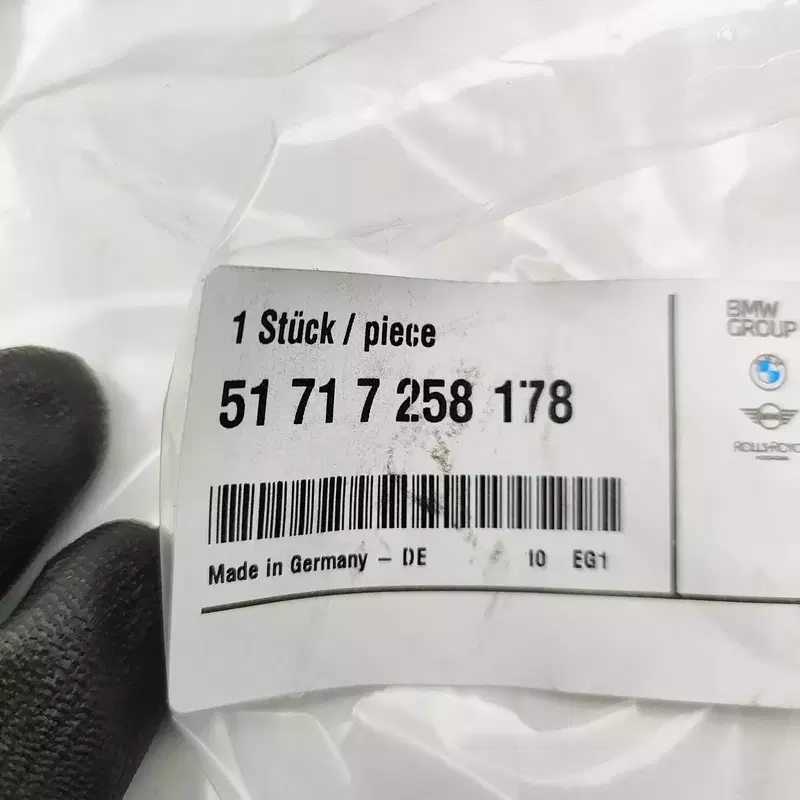 1 Stück / piece
51 71 7 258 178
Made in Germany – DE 10 EG1
BMW
GROUP